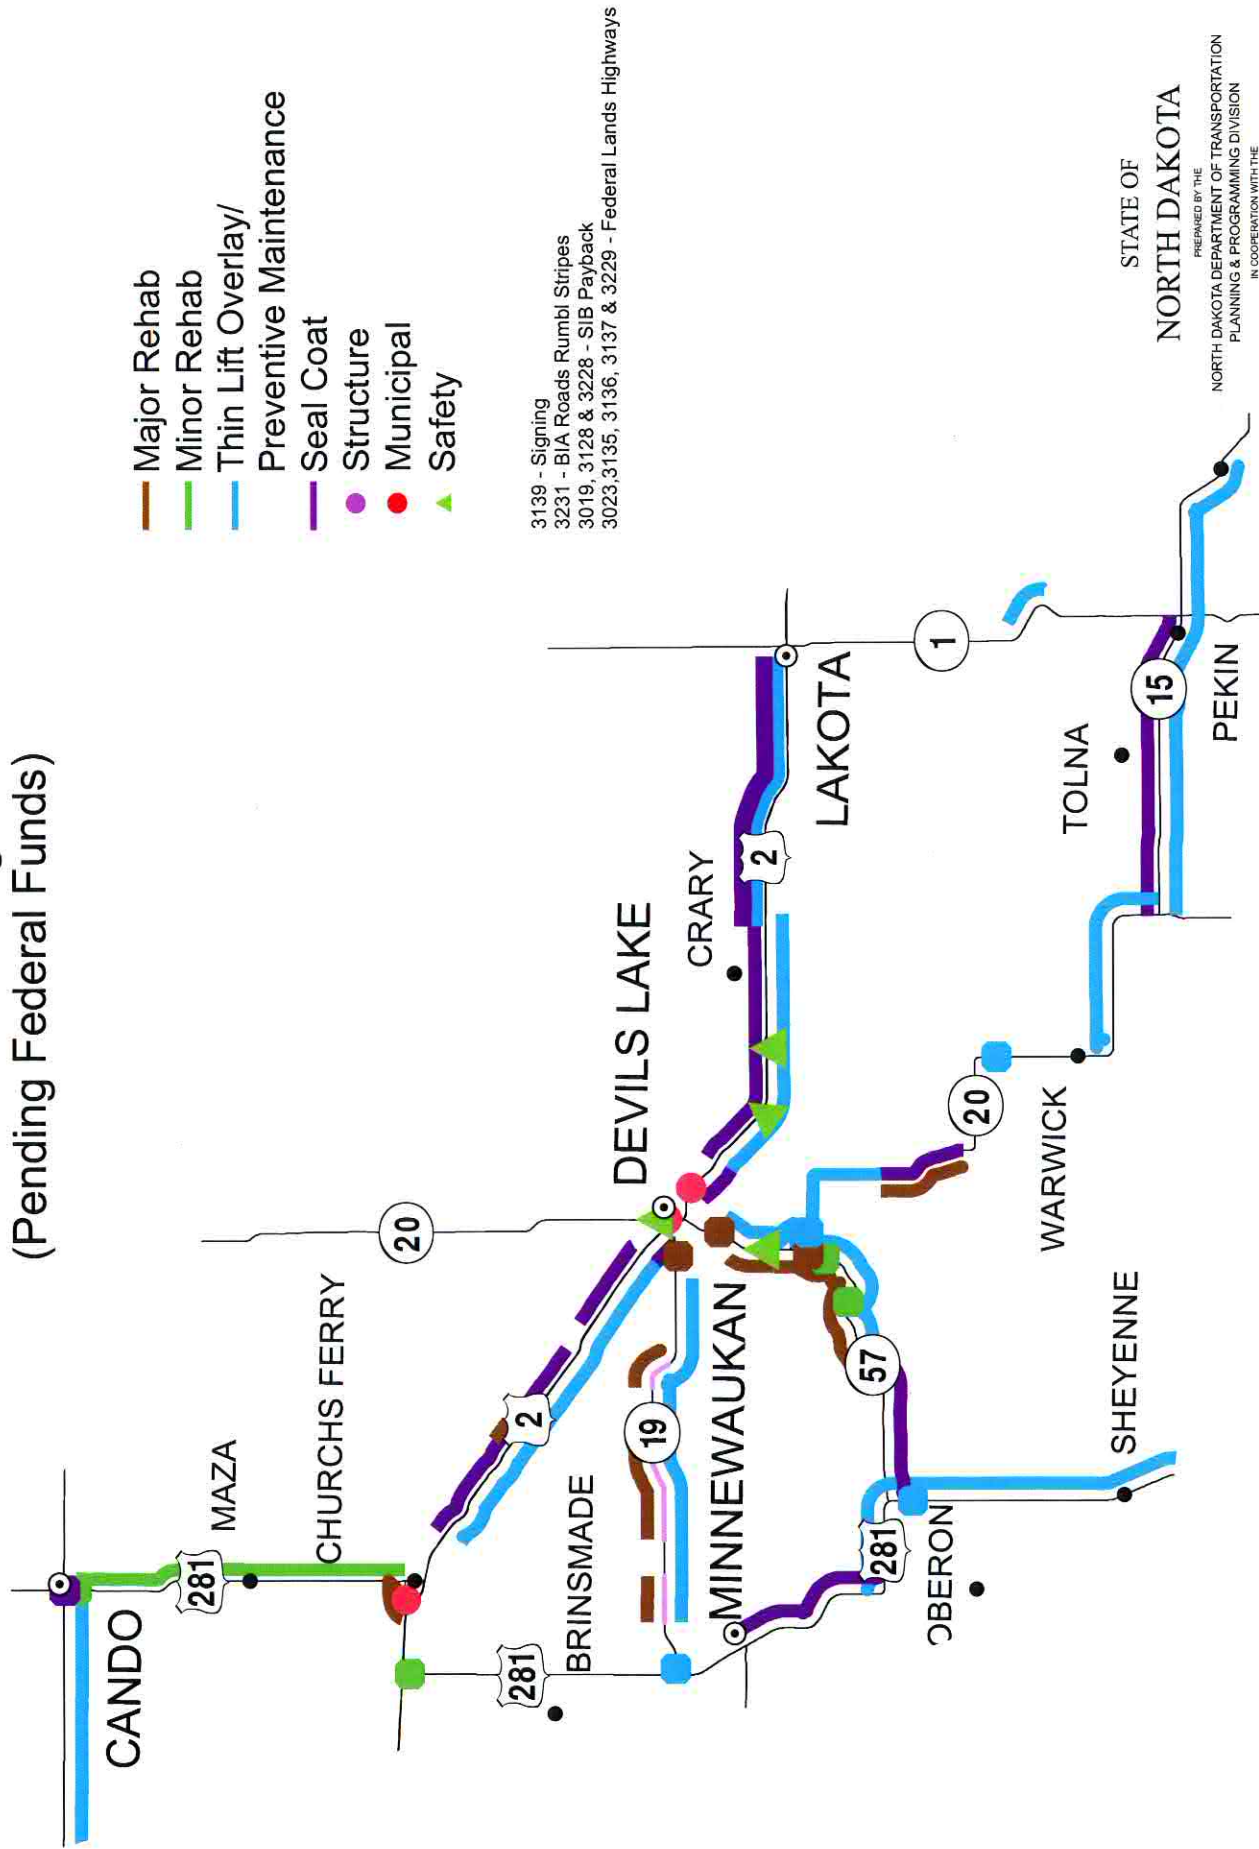 (Pending Federal Funds)
Major Rehab
Minor Rehab
Thin Lift Overlay/
Preventive Maintenance
Seal Coat
Structure
Municipal
Safety
3139 - Signing
3231 - BIA Roads Rumbl Stripes
3019, 3128 & 3228 - SIB Payback
3023,3135, 3136, 3137 & 3229 - Federal Lands Highways
CANDO
MAZA
281
CHURCHS FERRY
20
2
281
BRINSMADE
19
DEVILS LAKE
CRARY
2
LAKOTA
MINNEWAUKAN
57
281
OBERON
SHEYENNE
WARWICK
20
1
TOLNA
15
PEKIN
STATE OF
NORTH DAKOTA
PREPARED BY THE
NORTH DAKOTA DEPARTMENT OF TRANSPORTATION
PLANNING & PROGRAMMING DIVISION
IN COOPERATION WITH THE